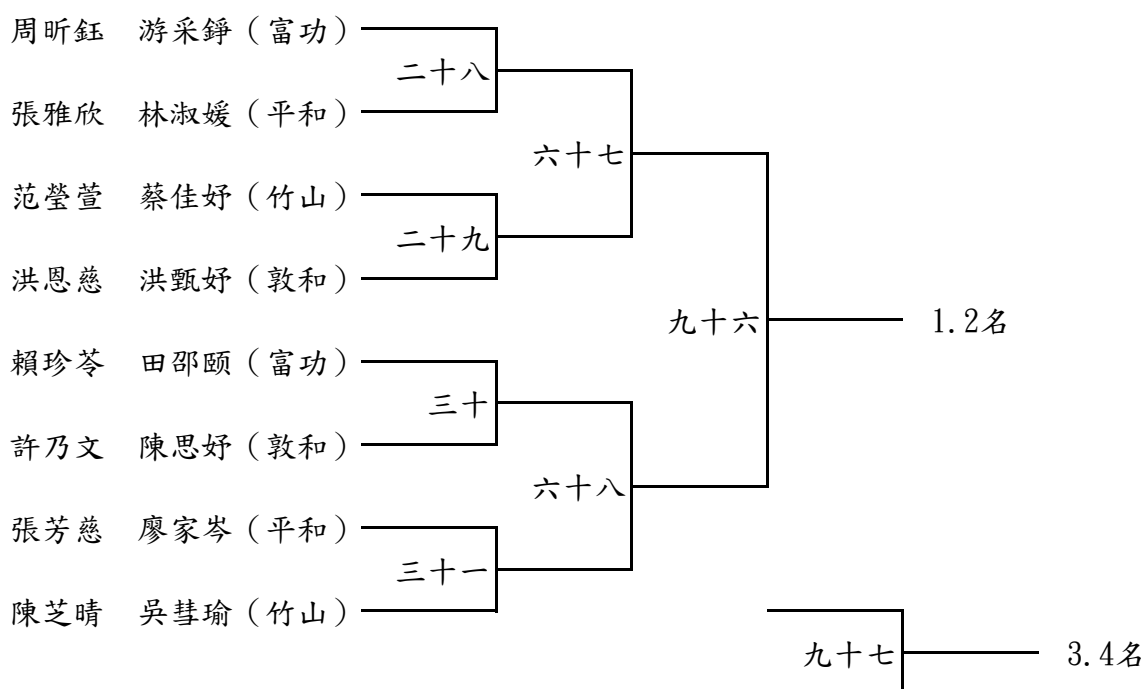 周昕鈺 游采錚（富功）
二十八
張雅欣 林淑媛（平和）
六十七
范瑩萱 蔡佳妤（竹山）
二十九
洪恩慈 洪甄妤（敦和）
九十六 1.2名
賴珍苓 田邵颐（富功）
三十
許乃文 陳思妤（敦和）
六十八
張芳慈 廖家岑（平和）
三十一
陳芝晴 吳彗瑜（竹山）
九十七 3.4名